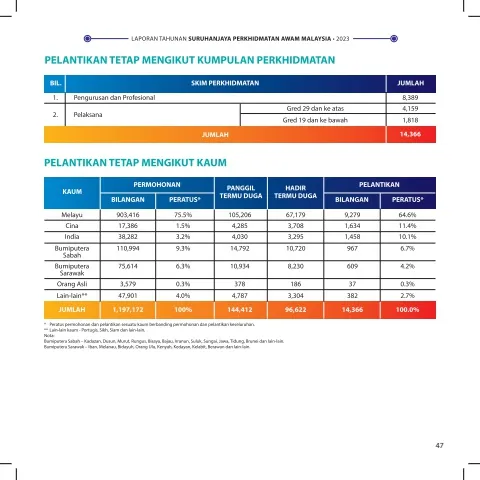 LAPORAN TAHUNAN SURUHANJAYA PERKHIDMATAN AWAM MALAYSIA • 2023
PELANTIKAN TETAP MENGIKUT KUMPULAN PERKHIDMATAN
BIL. SKIM PERKHIDMATAN JUMLAH
1. Pengurusan dan Profesional 8,389
2. Pelaksana Gred 29 dan ke atas 4,159
Gred 19 dan ke bawah 1,818
JUMLAH 14,366
PELANTIKAN TETAP MENGIKUT KAUM
KAUM PERMOHONAN PANGGIL TERMU DUGA HADIR TERMU DUGA PELANTIKAN
BILANGAN PERATUS* BILANGAN PERATUS*
Melayu 903,416 75.5% 105,206 67,179 9,279 64.6%
Cina 17,386 1.5% 4,285 3,708 1,634 11.4%
India 38,282 3.2% 4,030 3,295 1,458 10.1%
Bumiputera Sabah 110,994 9.3% 14,792 10,720 967 6.7%
Bumiputera Sarawak 75,614 6.3% 10,934 8,230 609 4.2%
Orang Asli 3,579 0.3% 378 186 37 0.3%
Lain-lain** 47,901 4.0% 4,787 3,304 382 2.7%
JUMLAH 1,197,172 100% 144,412 96,622 14,366 100.0%
* Peratus permohonan dan pelantikan sesuatu kaum berbanding permohonan dan pelantikan keseluruhan.
** Lain-lain kaum - Portugis, Sikh, Siam dan lain-lain.
Nota:
Bumiputera Sabah – Kadazan, Dusun, Murut, Rungus, Bisaya, Bajau, Iranun, Suluk, Sungai, Jawa, Tidung, Brunei dan lain-lain
Bumiputera Sarawak – Iban, Melanau, Bidayuh, Orang Ulu, Kenyah, Kedayan, Kelabit, Berawan dan lain-lain
47